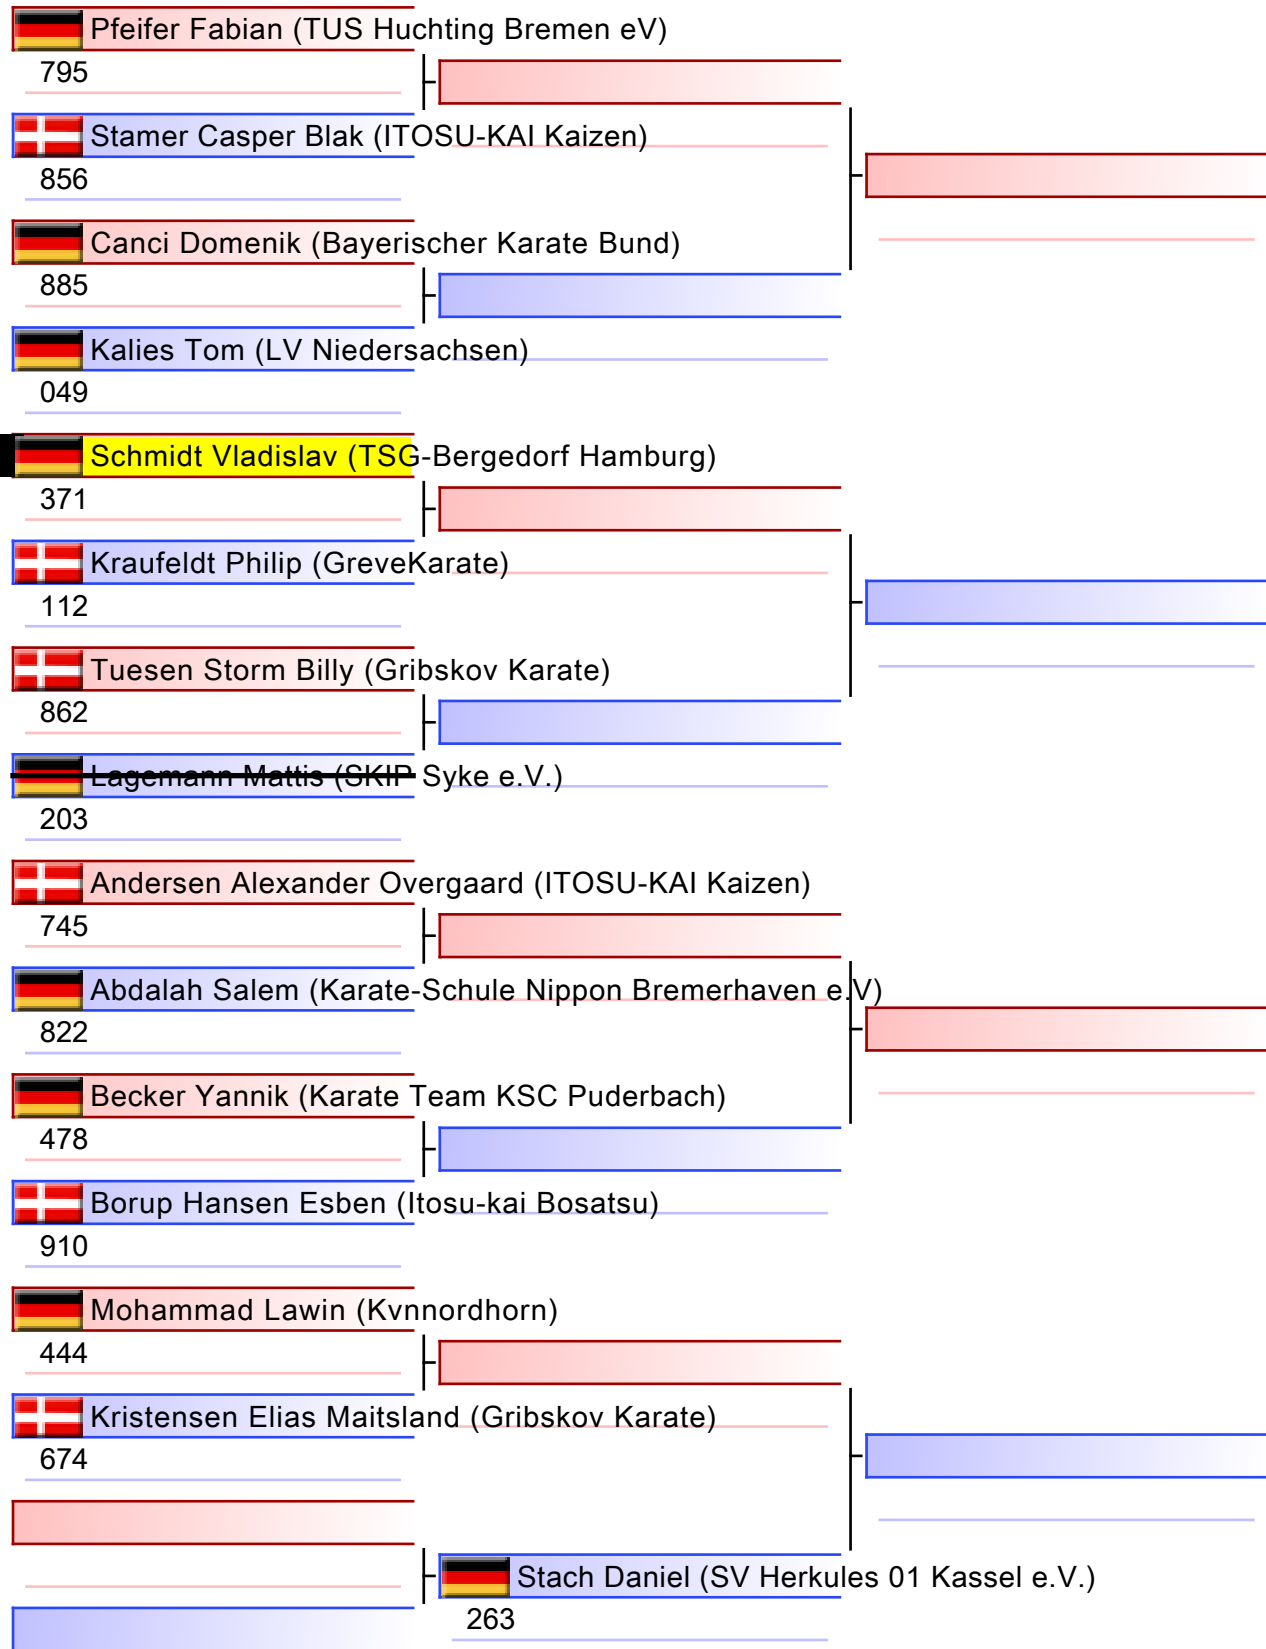 Pfeifer Fabian (TUS Huchting Bremen eV)
795
Stamer Casper Blak (ITOSU-KAI Kaizen)
856
Canci Domenik (Bayerischer Karate Bund)
885
Kalies Tom (LV Niedersachsen)
049
Schmidt Vladislav (TSG-Bergedorf Hamburg)
371
Kraufeldt Philip (GreveKarate)
112
Tuesen Storm Billy (Gribskov Karate)
862
Lagemann Mattis (SKIP Syke e.V.)
203
Andersen Alexander Overgaard (ITOSU-KAI Kaizen)
745
Abdalah Salem (Karate-Schule Nippon Bremerhaven e.V)
822
Becker Yannik (Karate Team KSC Puderbach)
478
Borup Hansen Esben (Itosu-kai Bosatsu)
910
Mohammad Lawin (Kvnnordhorn)
444
Kristensen Elias Maitsland (Gribskov Karate)
674
Stach Daniel (SV Herkules 01 Kassel e.V.)
263